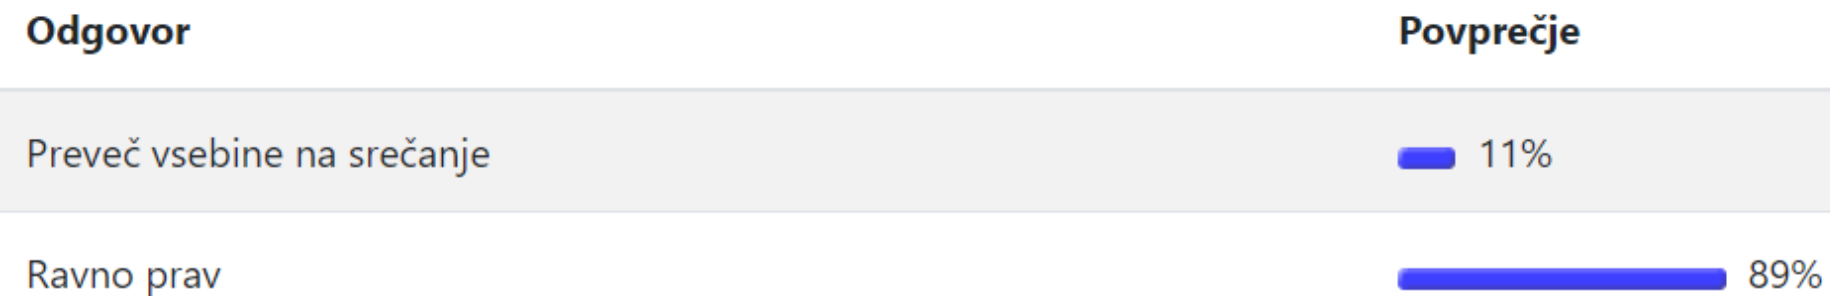 Odgovor Povprečje
Preveč vsebine na srečanje 11%
Ravno prav 89%